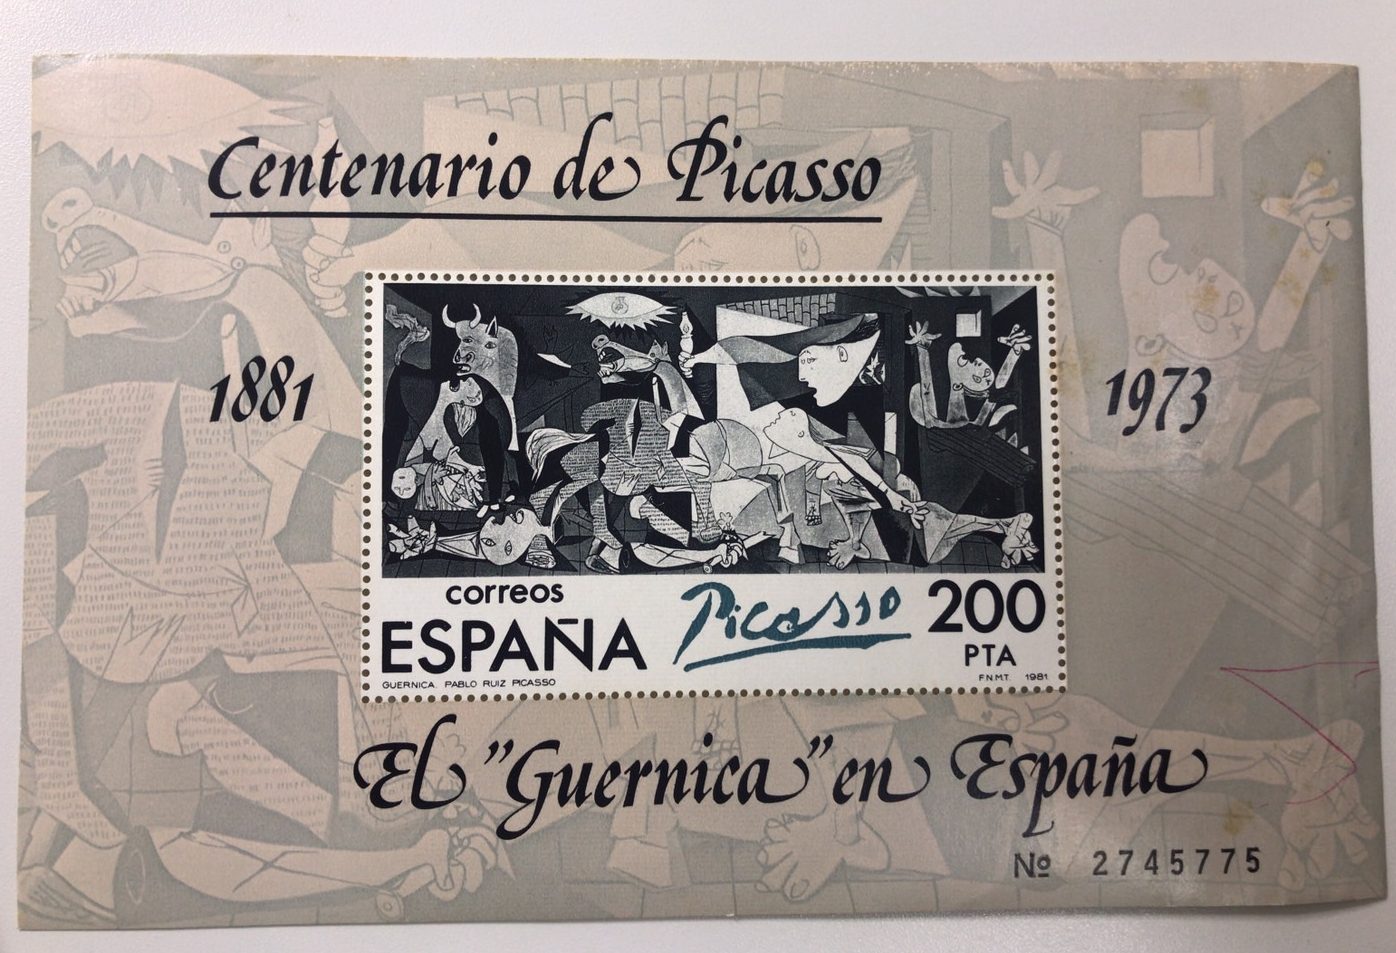 Centenario de Picasso
1881
1973
correos
ESPAÑA
Picasso
200
PTA
GUERNICA. PABLO RUIZ PICASSO
F.N.M.T. 1981
El "Guernica" en España
Nº 2745775